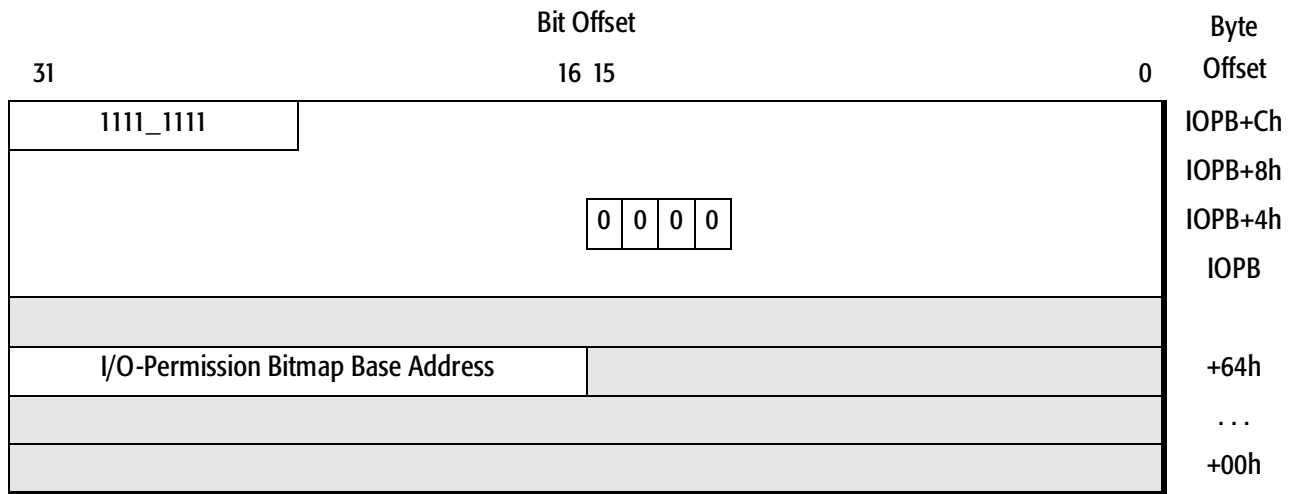 Bit Offset Byte
31 16 15 0 Offset
1111_1111 IOPB+Ch
IOPB+8h
0 0 0 0 IOPB+4h
IOPB
I/O-Permission Bitmap Base Address +64h
. . .
+00h